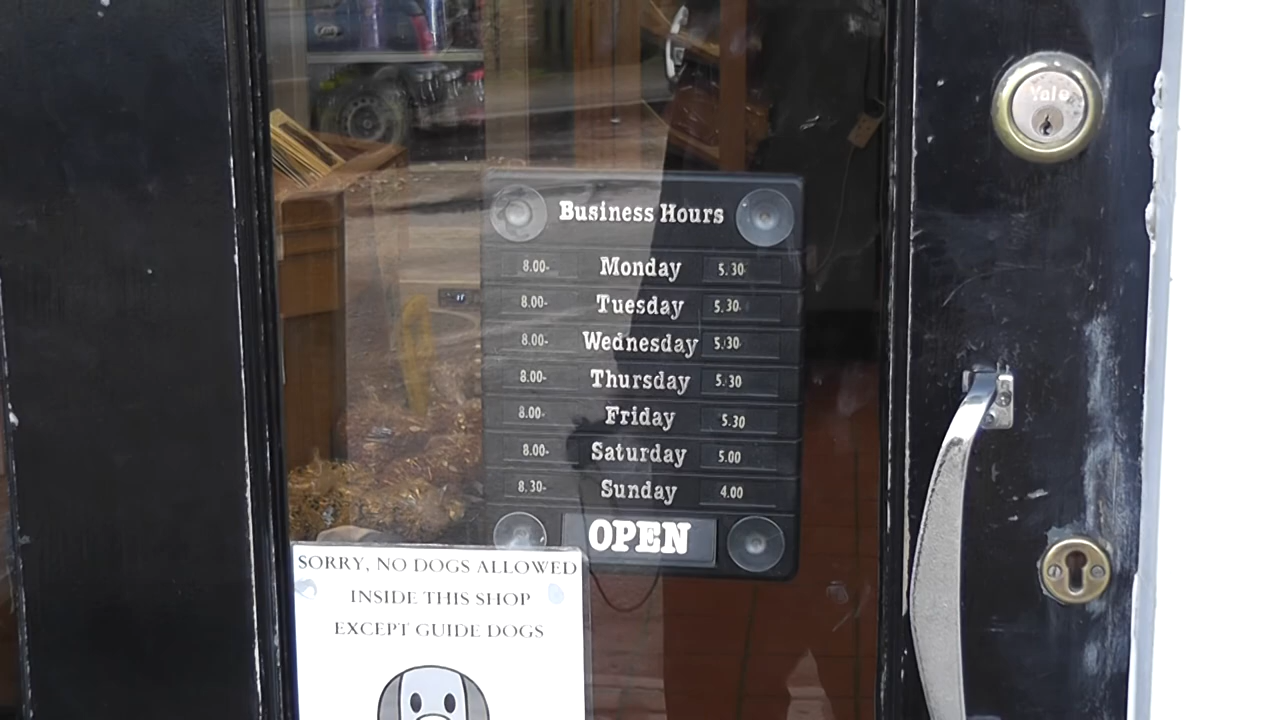 Yale
Business Hours
8.00- Monday 5.30
8.00- Tuesday 5.30
8.00- Wednesday 5.30
8.00- Thursday 5.30
8.00- Friday 5.30
8.00- Saturday 5.00
8.30- Sunday 4.00
OPEN
SORRY, NO DOGS ALLOWED
INSIDE THIS SHOP
EXCEPT GUIDE DOGS